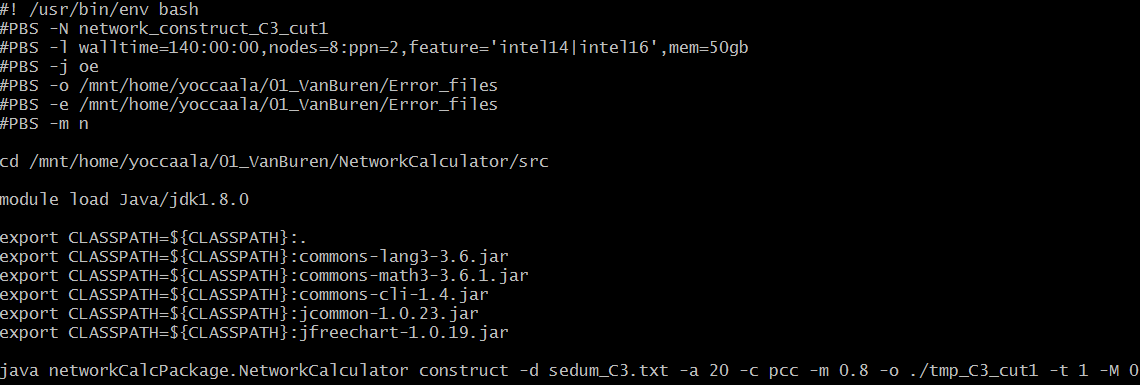 #! /usr/bin/env bash
#PBS -N network_construct_C3_cut1
#PBS -l walltime=140:00:00,nodes=8:ppn=2,feature='intel14|intel16',mem=50gb
#PBS -j oe
#PBS -o /mnt/home/yoccaala/01_VanBuren/Error_files
#PBS -e /mnt/home/yoccaala/01_VanBuren/Error_files
#PBS -m n
cd /mnt/home/yoccaala/01_VanBuren/NetworkCalculator/src
module load Java/jdk1.8.0
export CLASSPATH=${CLASSPATH}:.
export CLASSPATH=${CLASSPATH}:commons-lang3-3.6.jar
export CLASSPATH=${CLASSPATH}:commons-math3-3.6.1.jar
export CLASSPATH=${CLASSPATH}:commons-cli-1.4.jar
export CLASSPATH=${CLASSPATH}:jcommon-1.0.23.jar
export CLASSPATH=${CLASSPATH}:jfreechart-1.0.19.jar
java networkCalcPackage.NetworkCalculator construct -d sedum_C3.txt -a 20 -c pcc -m 0.8 -o ./tmp_C3_cut1 -t 1 -M 0